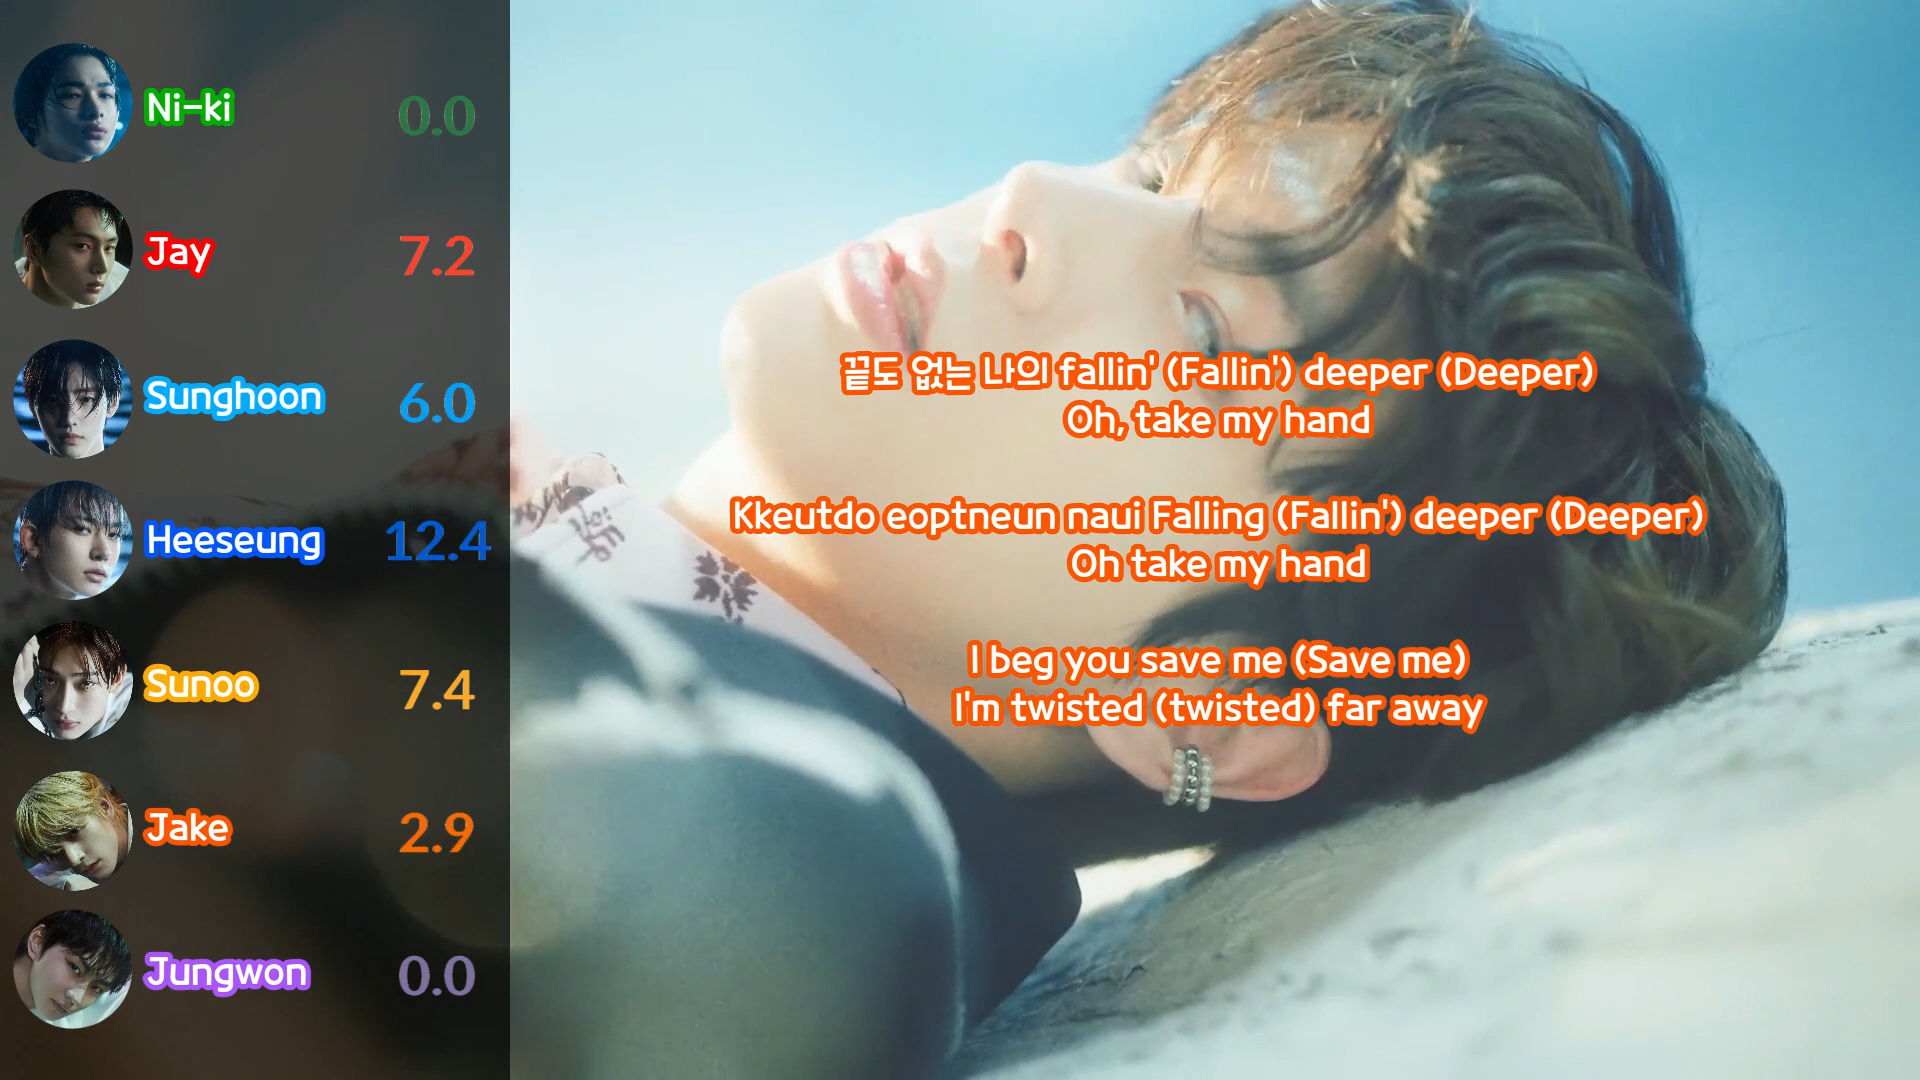 Ni-ki 0.0
Jay 7.2
Sunghoon 6.0
Heeseung 12.4
Sunoo 7.4
Jake 2.9
Jungwon 0.0
끝도 없는 나의 fallin' (Fallin') deeper (Deeper)
Oh, take my hand
Kkeutdo eoptneun naui Falling (Fallin') deeper (Deeper)
Oh take my hand
I beg you save me (Save me)
I'm twisted (twisted) far away